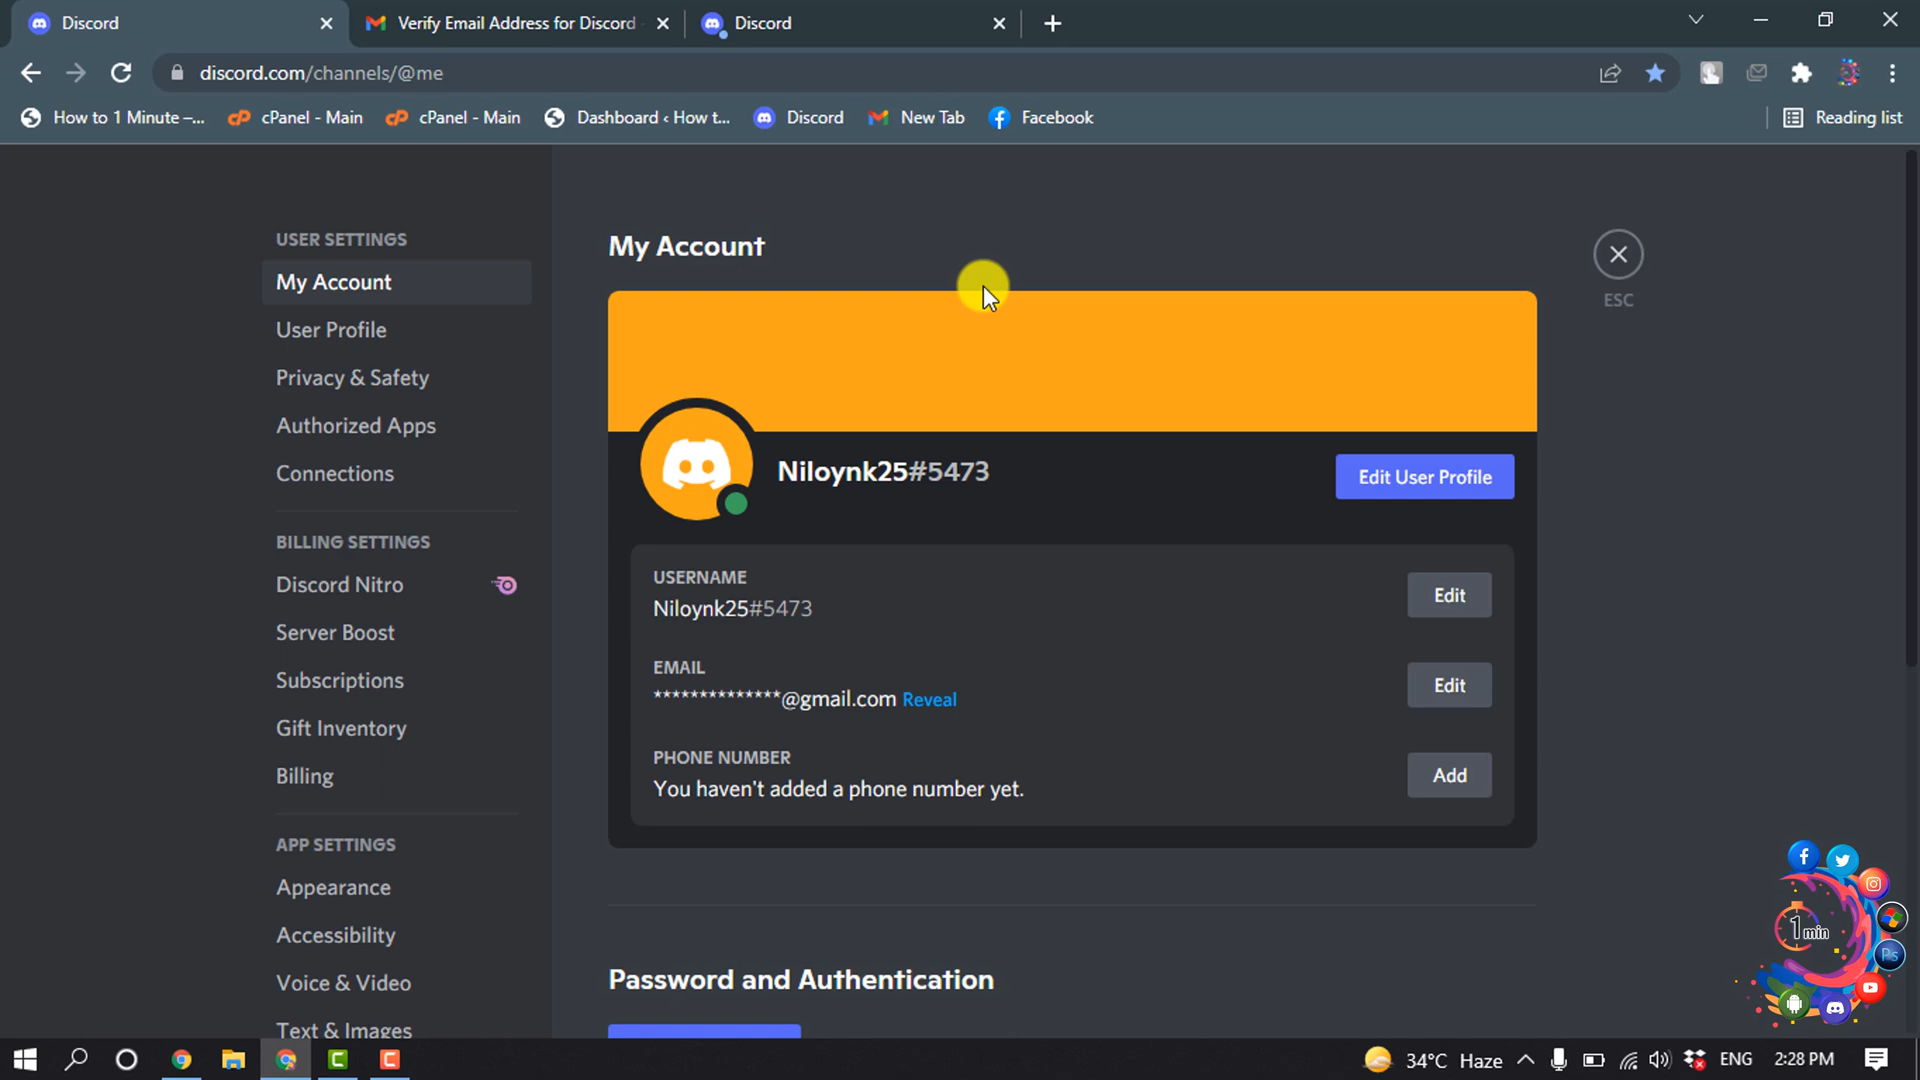 Discord
Verify Email Address for Discord
Discord
discord.com/channels/@me
How to 1 Minute –...
cPanel - Main
cPanel - Main
Dashboard ‹ How t...
Discord
New Tab
Facebook
Reading list
USER SETTINGS
My Account
User Profile
Privacy & Safety
Authorized Apps
Connections
BILLING SETTINGS
Discord Nitro
Server Boost
Subscriptions
Gift Inventory
Billing
APP SETTINGS
Appearance
Accessibility
Voice & Video
Text & Images
My Account
ESC
Niloynk25#5473
Edit User Profile
USERNAME
Niloynk25#5473
Edit
EMAIL
**************@gmail.com Reveal
Edit
PHONE NUMBER
You haven't added a phone number yet.
Add
Password and Authentication
1 min
Ps
34°C Haze
ENG
2:28 PM